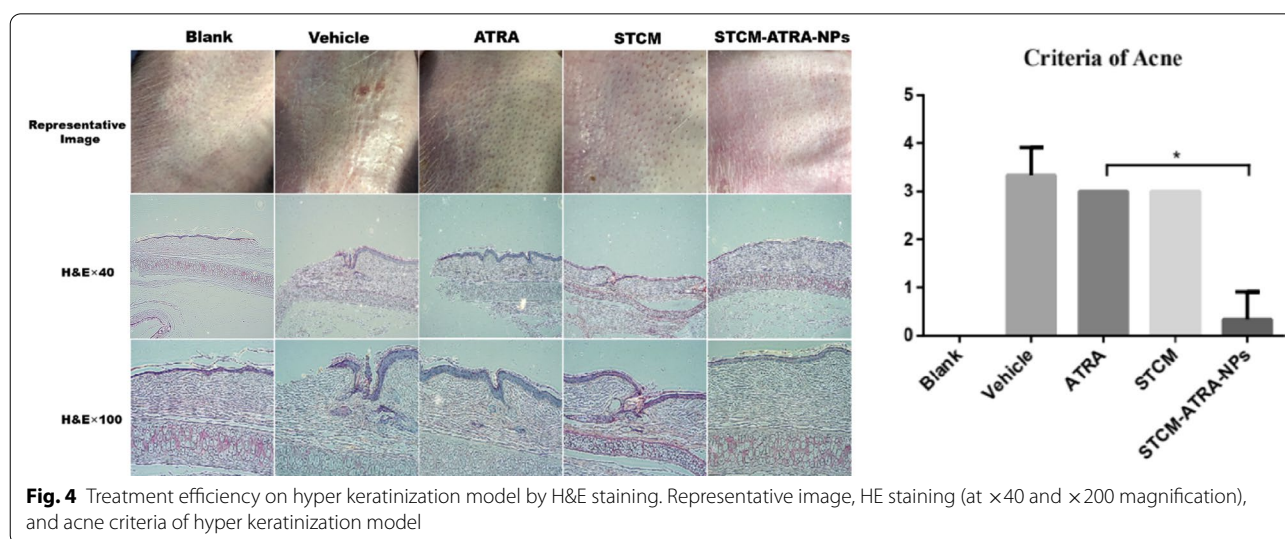 Blank Vehicle ATRA STCM STCM-ATRA-NPs
Representative
Image
H&E×40
H&E×100
Criteria of Acne
5
4
3
2
1
0
*
Blank
Vehicle
ATRA
STCM
STCM-ATRA-NPs
Fig. 4 Treatment efficiency on hyper keratinization model by H&E staining. Representative image, HE staining (at ×40 and ×200 magnification),
and acne criteria of hyper keratinization model